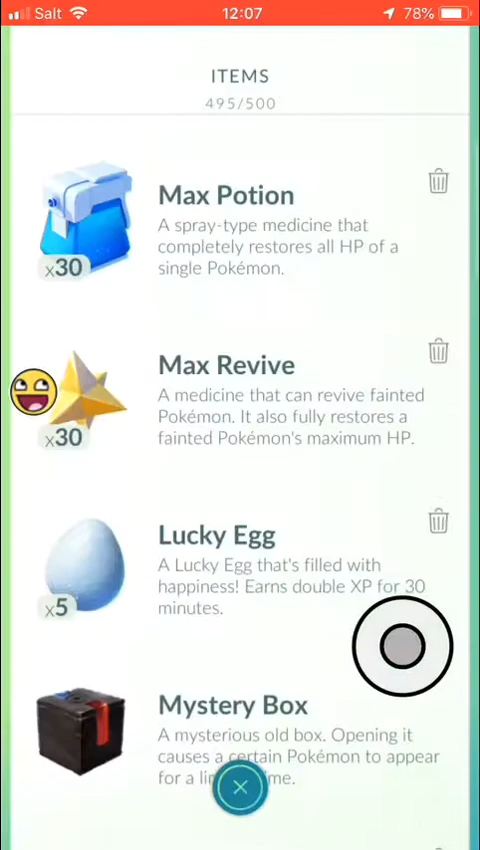 Salt 12:07 78%
ITEMS
495/500
Max Potion
A spray-type medicine that
completely restores all HP of a
single Pokémon.
x30
Max Revive
A medicine that can revive fainted
Pokémon. It also fully restores a
fainted Pokémon's maximum HP.
x30
Lucky Egg
A Lucky Egg that's filled with
happiness! Earns double XP for 30
minutes.
x5
Mystery Box
A mysterious old box. Opening it
causes a certain Pokémon to appear
for a